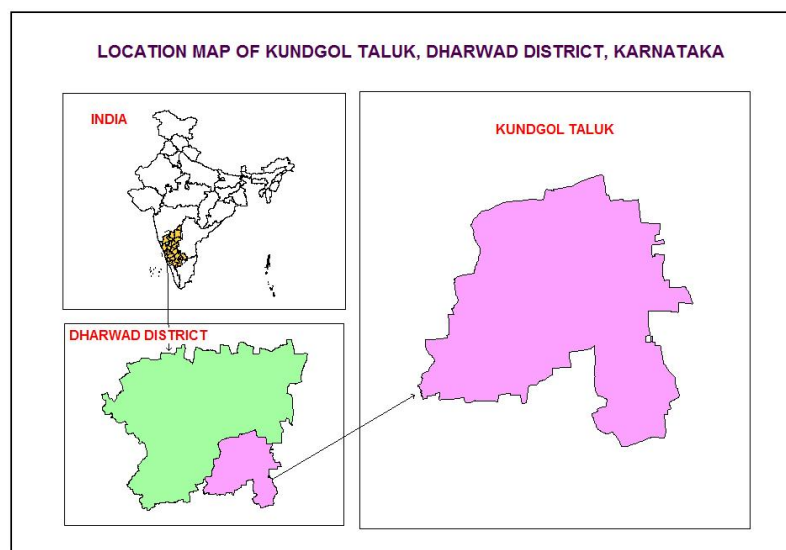 LOCATION MAP OF KUNDGOL TALUK, DHARWAD DISTRICT, KARNATAKA
INDIA
KUNDGOL TALUK
DHARWAD DISTRICT